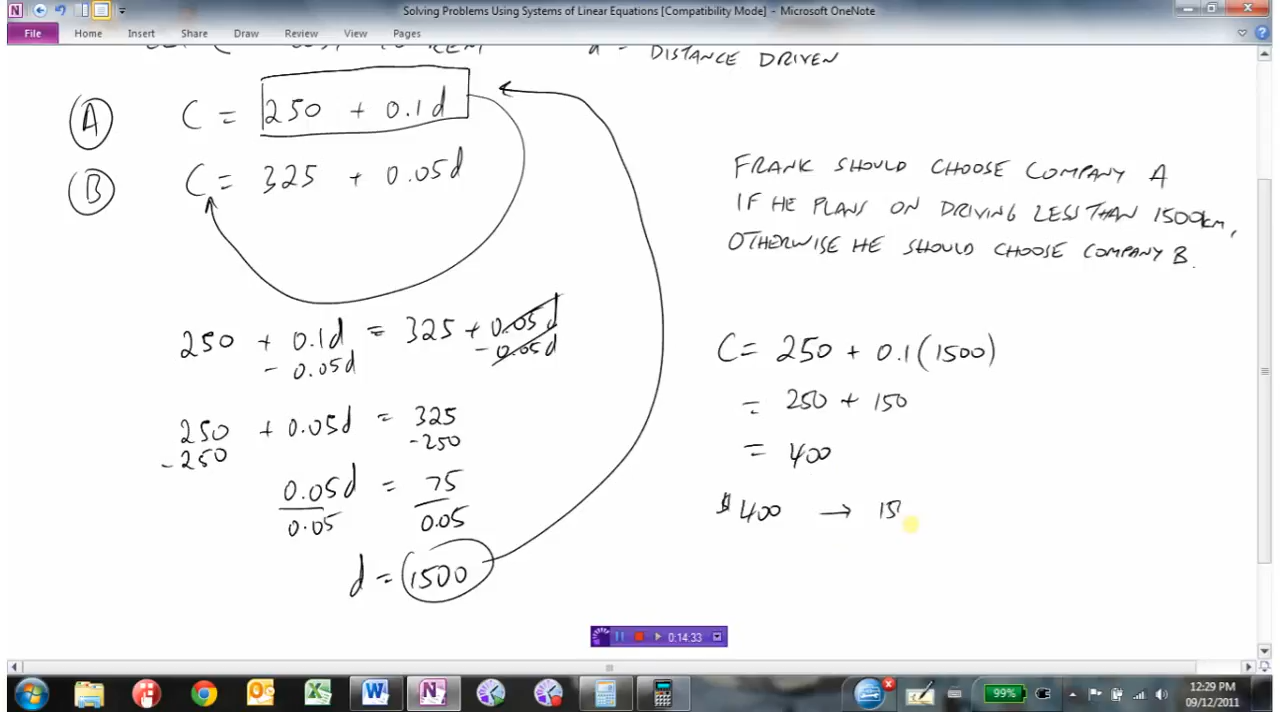 Solving Problems Using Systems of Linear Equations [Compatibility Mode] - Microsoft OneNote
File Home Insert Share Draw Review View Pages
DISTANCE DRIVEN
A C = 250 + 0.1d
B C = 325 + 0.05d
FRANK SHOULD CHOOSE COMPANY A
IF HE PLANS ON DRIVING LESS THAN 1500km,
OTHERWISE HE SHOULD CHOOSE COMPANY B.
250 + 0.1d = 325 + 0.05d
- 0.05d - 0.05d
250 + 0.05d = 325
-250 -250
0.05d = 75
0.05 0.05
d = 1500
C = 250 + 0.1(1500)
= 250 + 150
= 400
$400 → 15
0:14:33
99%
12:29 PM
09/12/2011